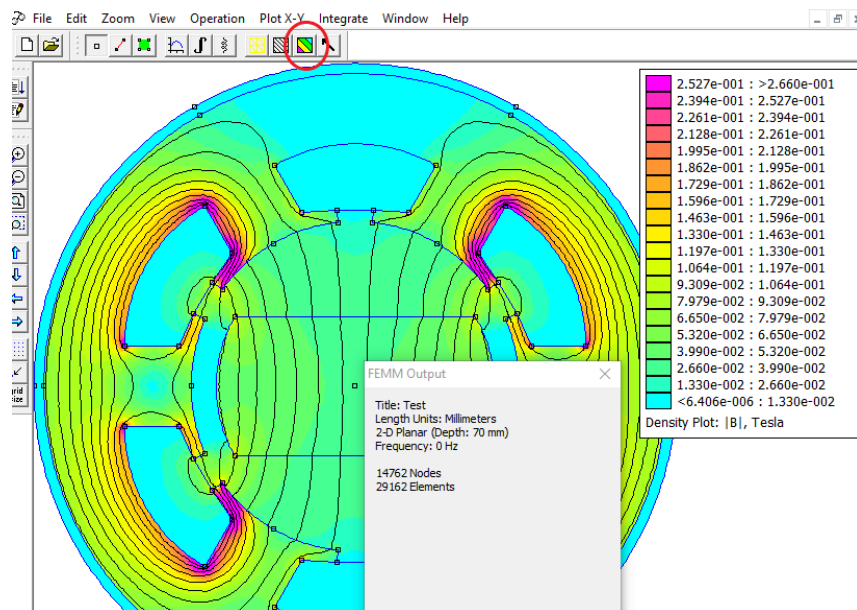 File Edit Zoom View Operation Plot X-Y Integrate Window Help
2.527e-001 : >2.660e-001
2.394e-001 : 2.527e-001
2.261e-001 : 2.394e-001
2.128e-001 : 2.261e-001
1.995e-001 : 2.128e-001
1.862e-001 : 1.995e-001
1.729e-001 : 1.862e-001
1.596e-001 : 1.729e-001
1.463e-001 : 1.596e-001
1.330e-001 : 1.463e-001
1.197e-001 : 1.330e-001
1.064e-001 : 1.197e-001
9.309e-002 : 1.064e-001
7.979e-002 : 9.309e-002
6.650e-002 : 7.979e-002
5.320e-002 : 6.650e-002
3.990e-002 : 5.320e-002
2.660e-002 : 3.990e-002
1.330e-002 : 2.660e-002
<6.406e-006 : 1.330e-002
Density Plot: |B|, Tesla
FEMM Output
Title: Test
Length Units: Millimeters
2-D Planar (Depth: 70 mm)
Frequency: 0 Hz
14762 Nodes
29162 Elements